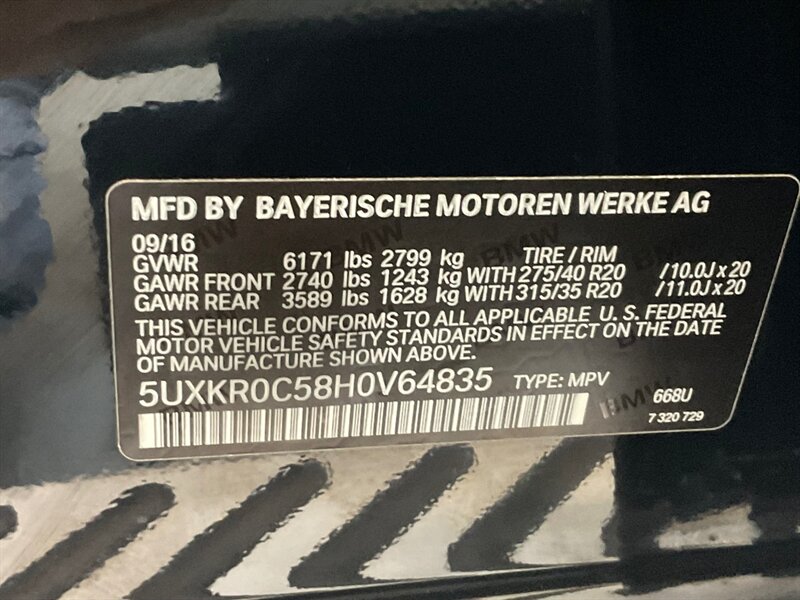 MFD BY BAYERISCHE MOTOREN WERKE AG
09/16
GVWR 6171 lbs 2799 kg TIRE / RIM
GAWR FRONT 2740 lbs 1243 kg WITH 275/40 R20 /10.0J x 20
GAWR REAR 3589 lbs 1628 kg WITH 315/35 R20 /11.0J x 20
THIS VEHICLE CONFORMS TO ALL APPLICABLE U. S. FEDERAL
MOTOR VEHICLE SAFETY STANDARDS IN EFFECT ON THE DATE
OF MANUFACTURE SHOWN ABOVE.
5UXKR0C58H0V64835 TYPE: MPV 668U
7 320 729